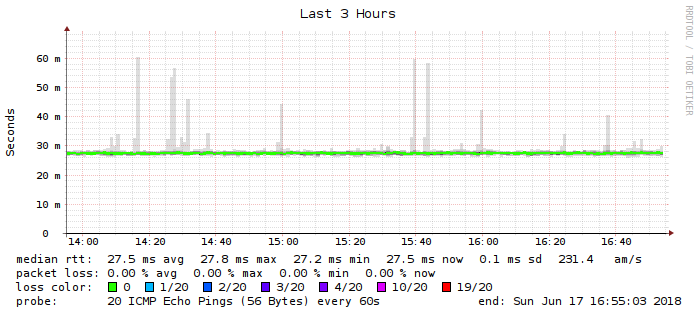 Last 3 Hours
RRDTOOL / TOBI OETIKER
Seconds
60 m
50 m
40 m
30 m
20 m
10 m
0
14:00 14:20 14:40 15:00 15:20 15:40 16:00 16:20 16:40
median rtt: 27.5 ms avg 27.8 ms max 27.2 ms min 27.5 ms now 0.1 ms sd 231.4 am/s
packet loss: 0.00 % avg 0.00 % max 0.00 % min 0.00 % now
loss color: 0 1/20 2/20 3/20 4/20 10/20 19/20
probe: 20 ICMP Echo Pings (56 Bytes) every 60s end: Sun Jun 17 16:55:03 2018